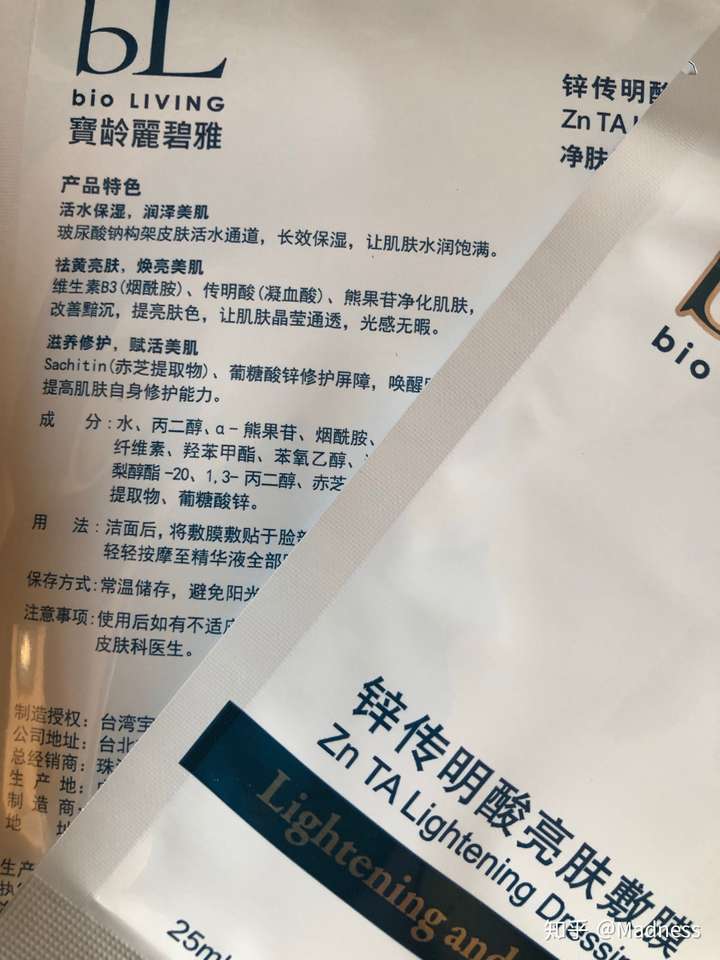 bL
bio LIVING
寶龄麗碧雅
产品特色
活水保湿，润泽美肌
玻尿酸钠构架皮肤活水通道，长效保湿，让肌肤水润饱满。
祛黄亮肤，焕亮美肌
维生素B3(烟酰胺)、传明酸(凝血酸)、熊果苷净化肌肤，
改善黯沉，提亮肤色，让肌肤晶莹通透，光感无暇。
滋养修护，赋活美肌
Sachitin(赤芝提取物)、葡糖酸锌修护屏障，唤醒
提高肌肤自身修护能力。
成 分：水、丙二醇、α-熊果苷、烟酰胺、
纤维素、羟苯甲酯、苯氧乙醇、
梨醇酯-20、1,3-丙二醇、赤芝
提取物、葡糖酸锌。
用 法：洁面后，将敷膜敷贴于脸部
轻轻按摩至精华液全部
保存方式:常温储存，避免阳光
注意事项:使用后如有不适
皮肤科医生。
制造授权：台湾宝
公司地址：台北
总经销商：珠
生 产 地：
制 造 商：
地 址
生产
执
锌传明酸
Zn TA
净肤
bio
锌传明酸亮肤敷膜
Zn TA Lightening Dressin
Lightening and
25ml
知乎 @Madness